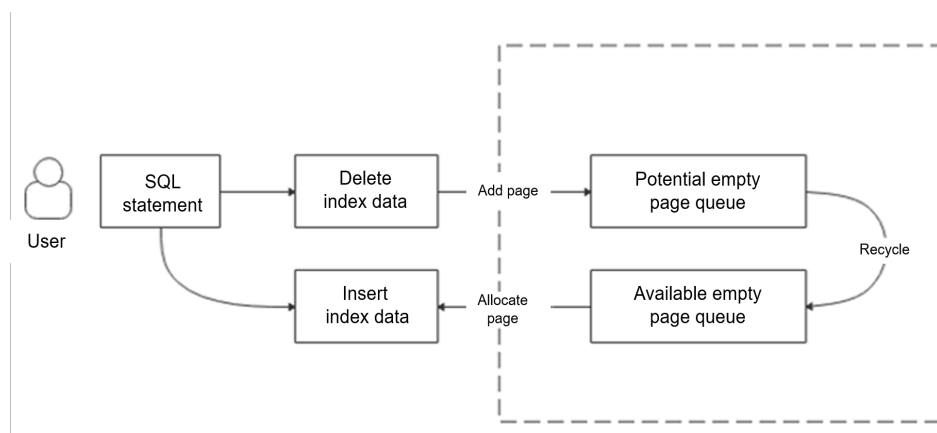 SQL
statement
Delete
index data
Add page
Potential empty
page queue
User
Recycle
Insert
index data
Allocate
page
Available empty
page queue